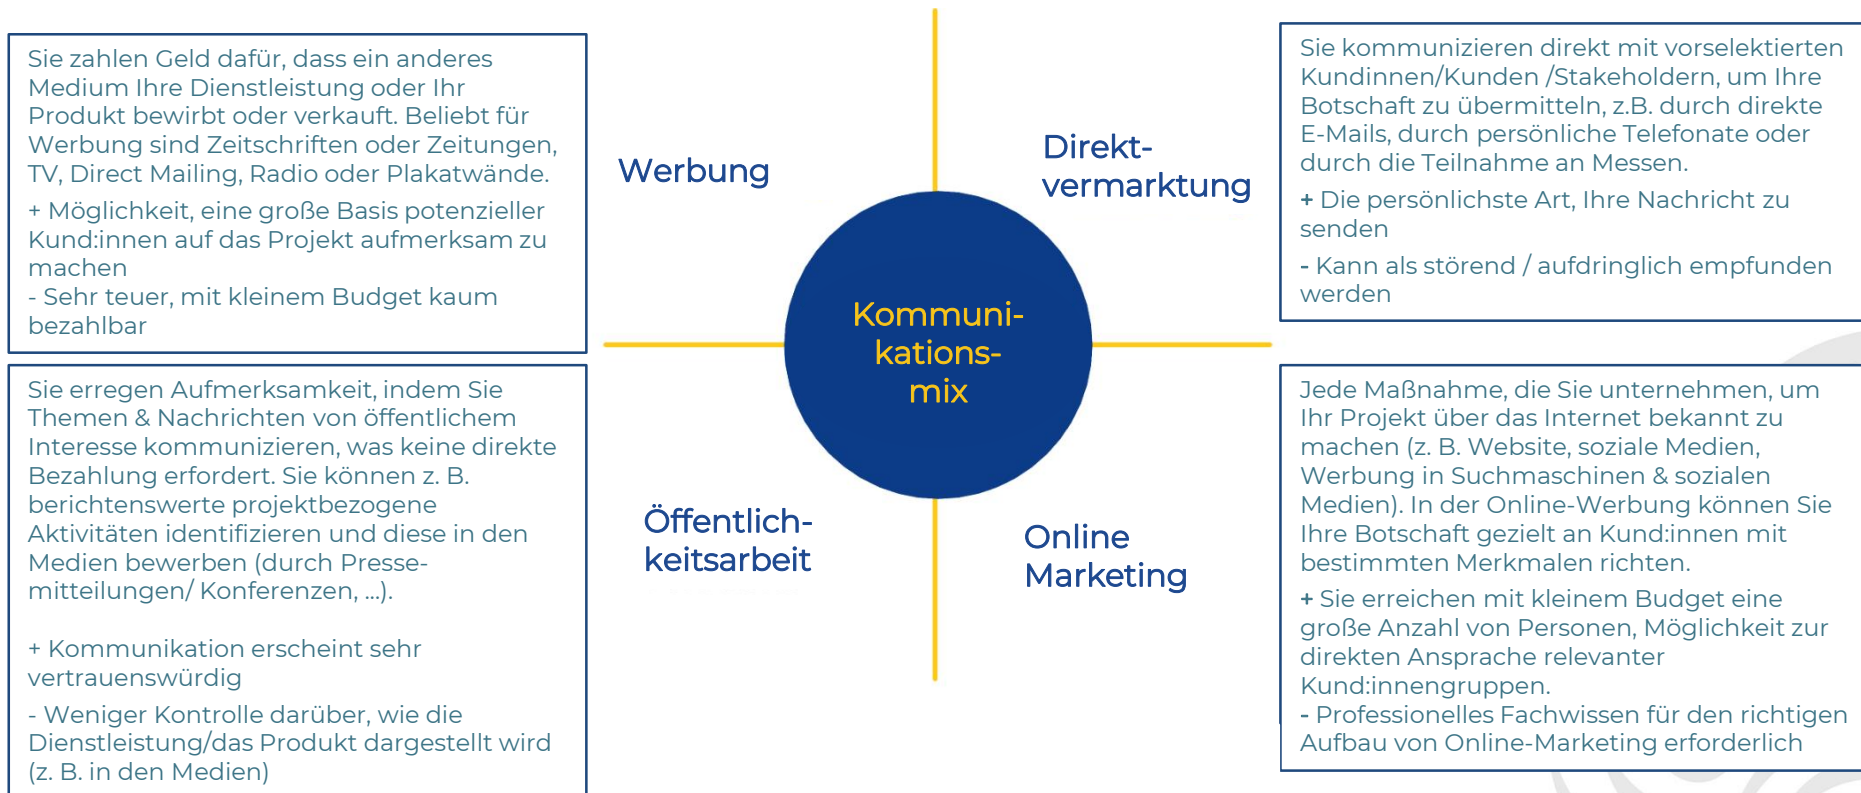 Sie zahlen Geld dafür, dass ein anderes
Medium Ihre Dienstleistung oder Ihr
Produkt bewirbt oder verkauft. Beliebt für
Werbung sind Zeitschriften oder Zeitungen,
TV, Direct Mailing, Radio oder Plakatwände.
+ Möglichkeit, eine große Basis potenzieller
Kund:innen auf das Projekt aufmerksam zu
machen
- Sehr teuer, mit kleinem Budget kaum
bezahlbar
Werbung
Direkt-
vermarktung
Sie kommunizieren direkt mit vorselektierten
Kundinnen/Kunden /Stakeholdern, um Ihre
Botschaft zu übermitteln, z.B. durch direkte
E-Mails, durch persönliche Telefonate oder
durch die Teilnahme an Messen.
+ Die persönlichste Art, Ihre Nachricht zu
senden
- Kann als störend / aufdringlich empfunden
werden
Kommuni-
kations-
mix
Sie erregen Aufmerksamkeit, indem Sie
Themen & Nachrichten von öffentlichem
Interesse kommunizieren, was keine direkte
Bezahlung erfordert. Sie können z. B.
berichtenswerte projektbezogene
Aktivitäten identifizieren und diese in den
Medien bewerben (durch Presse-
mitteilungen/ Konferenzen, ...).
+ Kommunikation erscheint sehr
vertrauenswürdig
- Weniger Kontrolle darüber, wie die
Dienstleistung/das Produkt dargestellt wird
(z. B. in den Medien)
Öffentlich-
keitsarbeit
Online
Marketing
Jede Maßnahme, die Sie unternehmen, um
Ihr Projekt über das Internet bekannt zu
machen (z. B. Website, soziale Medien,
Werbung in Suchmaschinen & sozialen
Medien). In der Online-Werbung können Sie
Ihre Botschaft gezielt an Kund:innen mit
bestimmten Merkmalen richten.
+ Sie erreichen mit kleinem Budget eine
große Anzahl von Personen, Möglichkeit zur
direkten Ansprache relevanter
Kund:innengruppen.
- Professionelles Fachwissen für den richtigen
Aufbau von Online-Marketing erforderlich